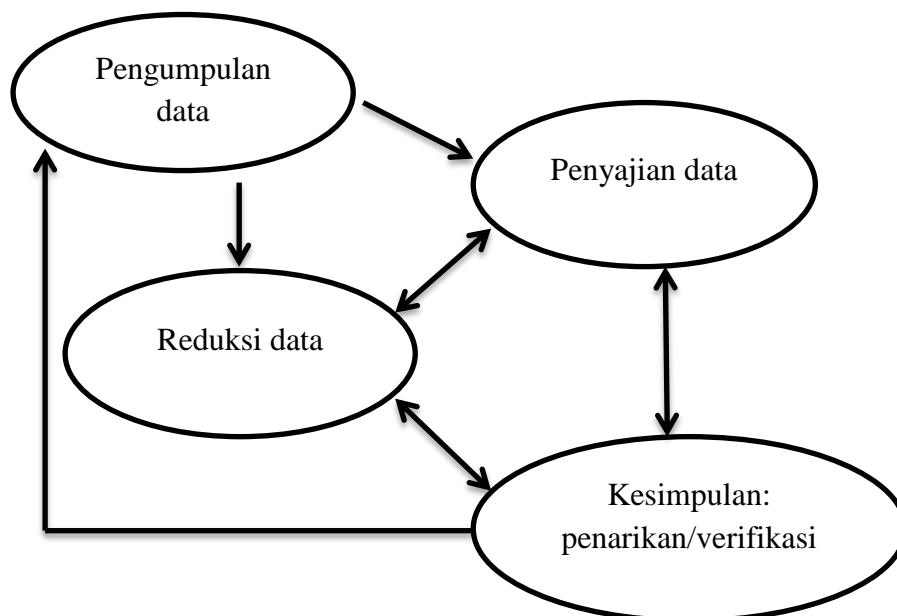 Pengumpulan
data
Penyajian data
Reduksi data
Kesimpulan:
penarikan/verifikasi